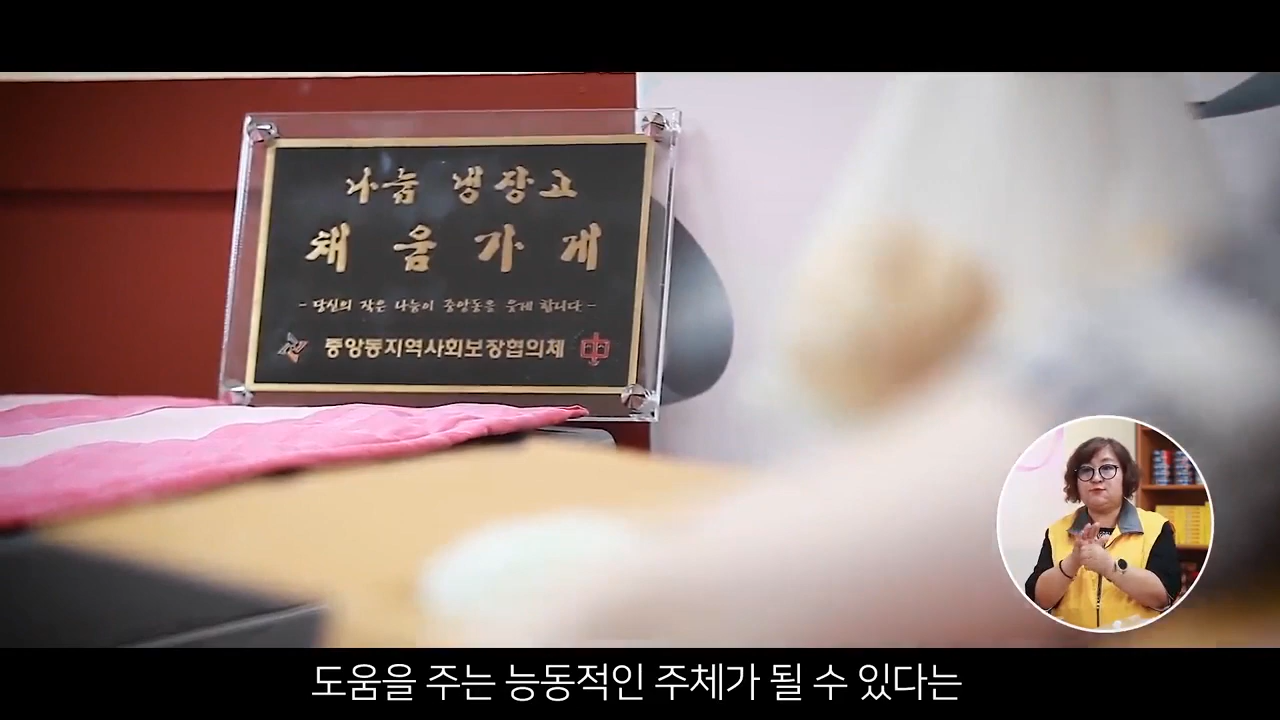 나눔 냉장고
채움가게
- 당신의 작은 나눔이 중앙동을 웃게 합니다 -
중앙동지역사회보장협의체 中
도움을 주는 능동적인 주체가 될 수 있다는